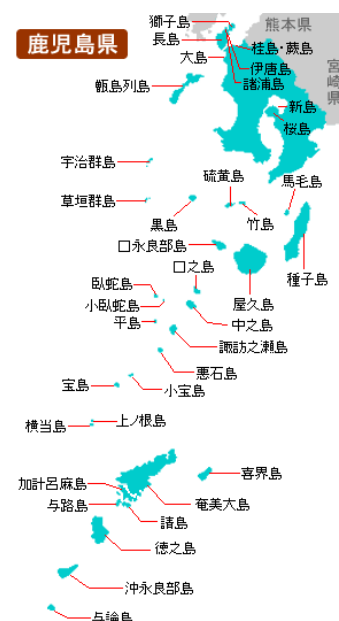 鹿児島県
獅子島
熊本県
長島
桂島・蕨島
大島
伊唐島
諸浦島
宮崎県
甑島列島
新島
桜島
宇治群島
硫黄島
馬毛島
草垣群島
黒島
竹島
口永良部島
口之島
種子島
臥蛇島
屋久島
小臥蛇島
中之島
平島
諏訪之瀬島
悪石島
宝島
小宝島
横当島
上ノ根島
喜界島
加計呂麻島
与路島
奄美大島
請島
徳之島
沖永良部島
与論島